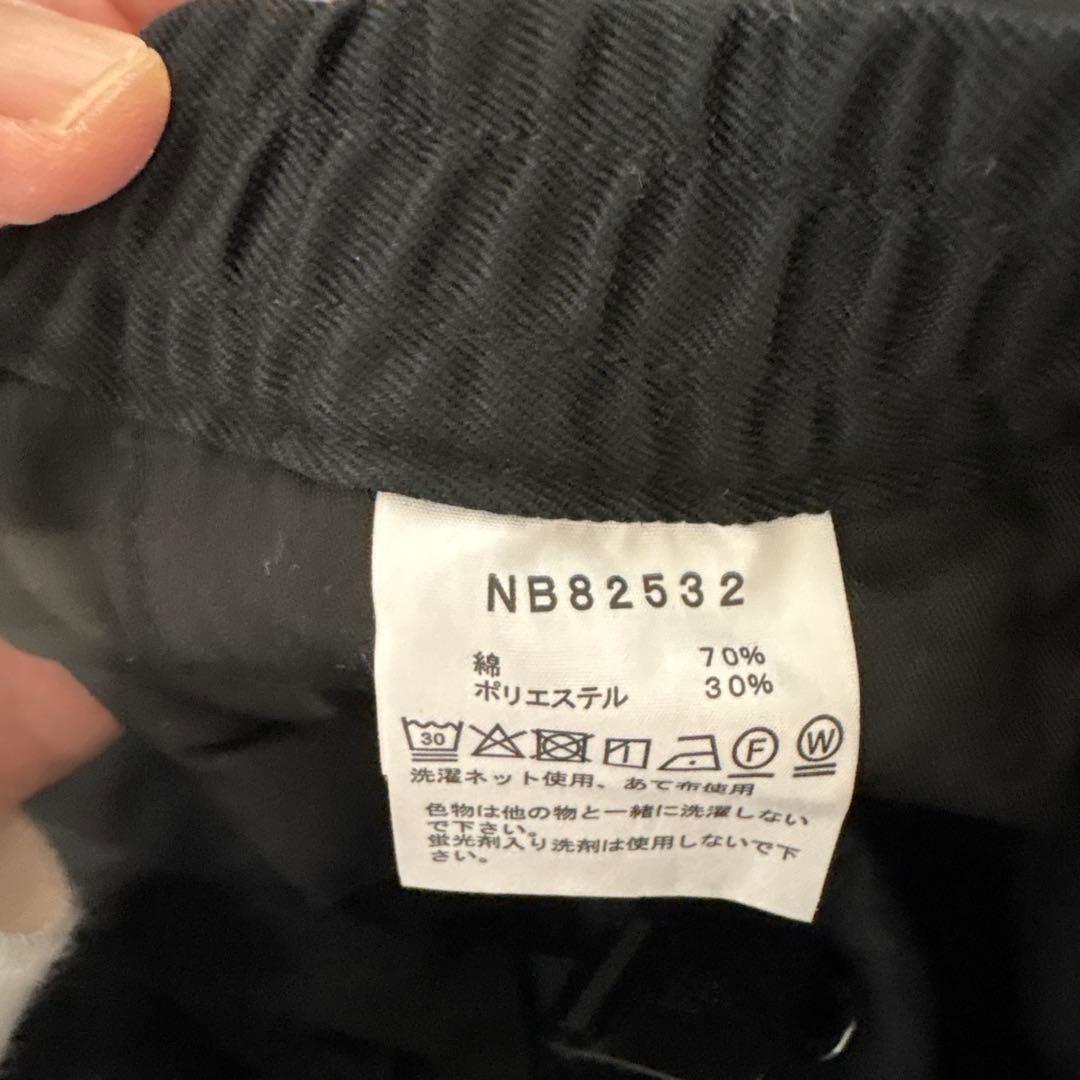 NB82532
綿 70%
ポリエステル 30%
30 1 F W
洗濯ネット使用、あて布使用
色物は他の物と一緒に洗濯しない
で下さい。
蛍光剤入り洗剤は使用しないで下
さい。